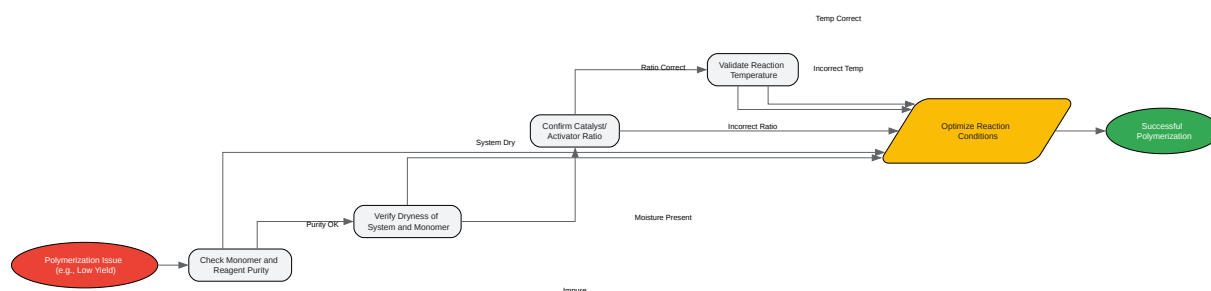 Temp Correct
Ratio Correct
Validate Reaction
Temperature
Incorrect Temp
Confirm Catalyst/
Activator Ratio
Incorrect Ratio
Optimize Reaction
Conditions
Successful
Polymerization
System Dry
Purity OK
Verify Dryness of
System and Monomer
Moisture Present
Polymerization Issue
(e.g., Low Yield)
Check Monomer and
Reagent Purity
Impure